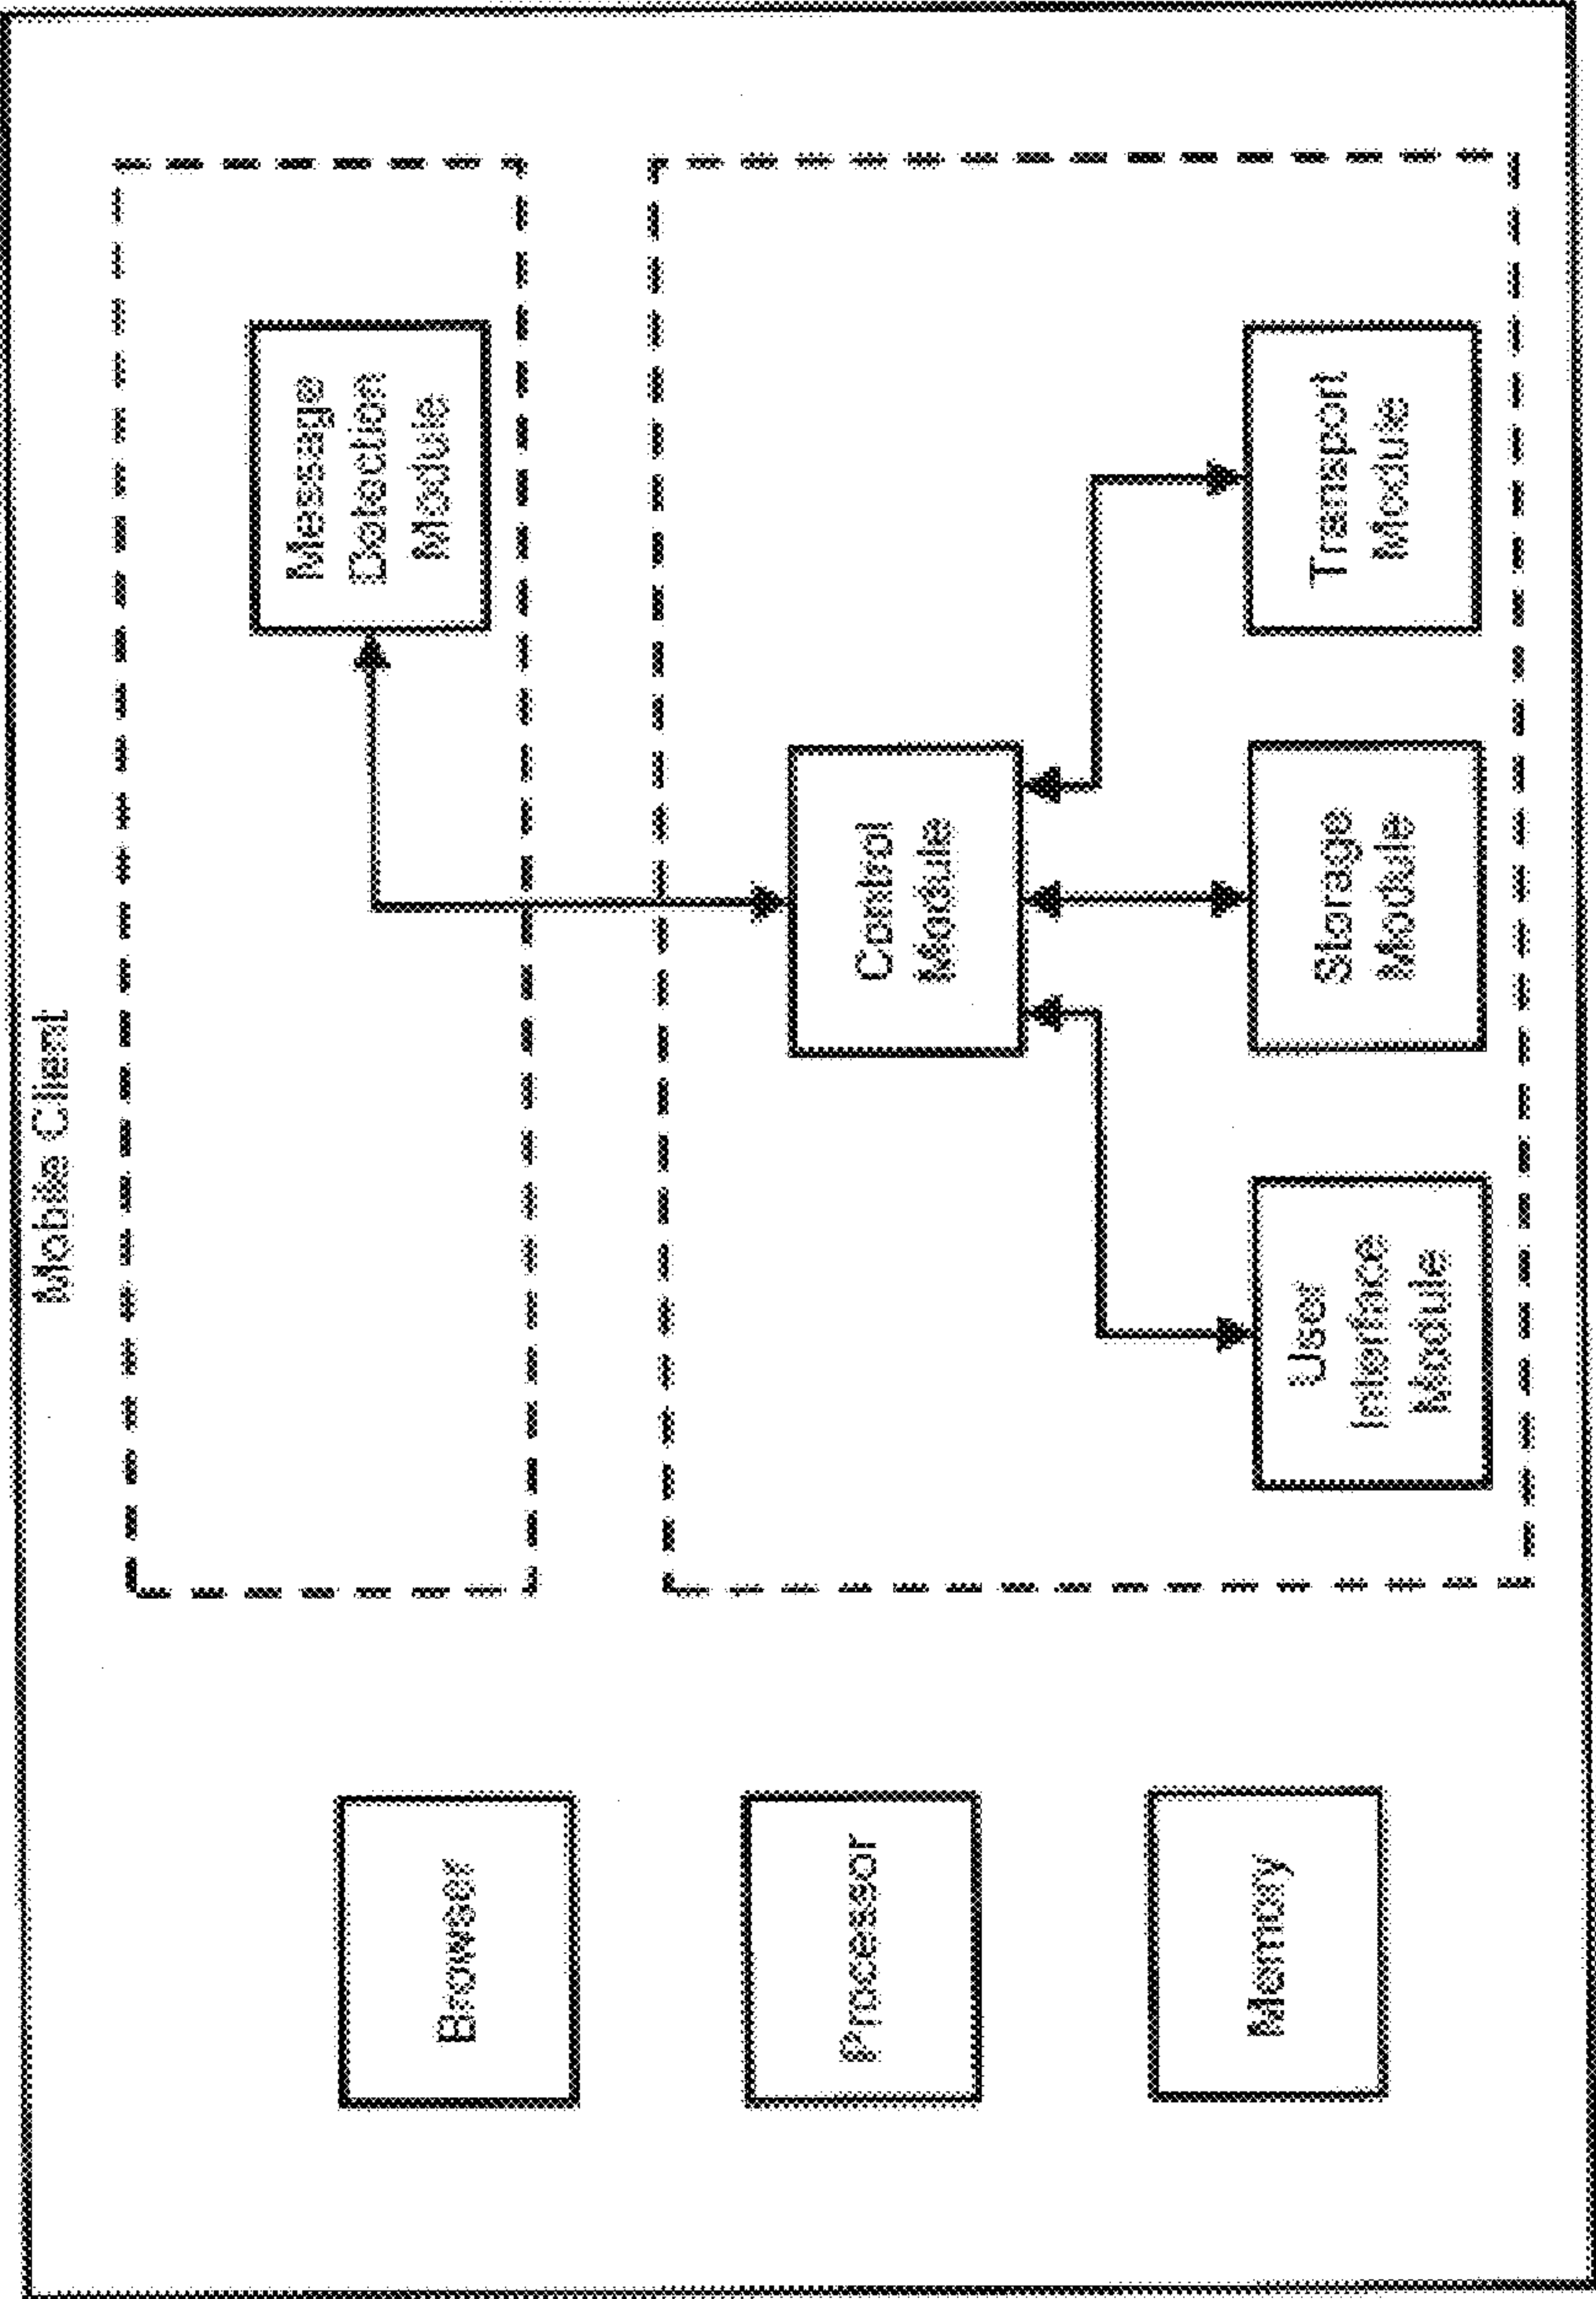 Mobile Client
Browser
Message
Detection
Module
Processor
Control
Module
Memory
User
Interface
Module
Storage
Module
Transport
Module